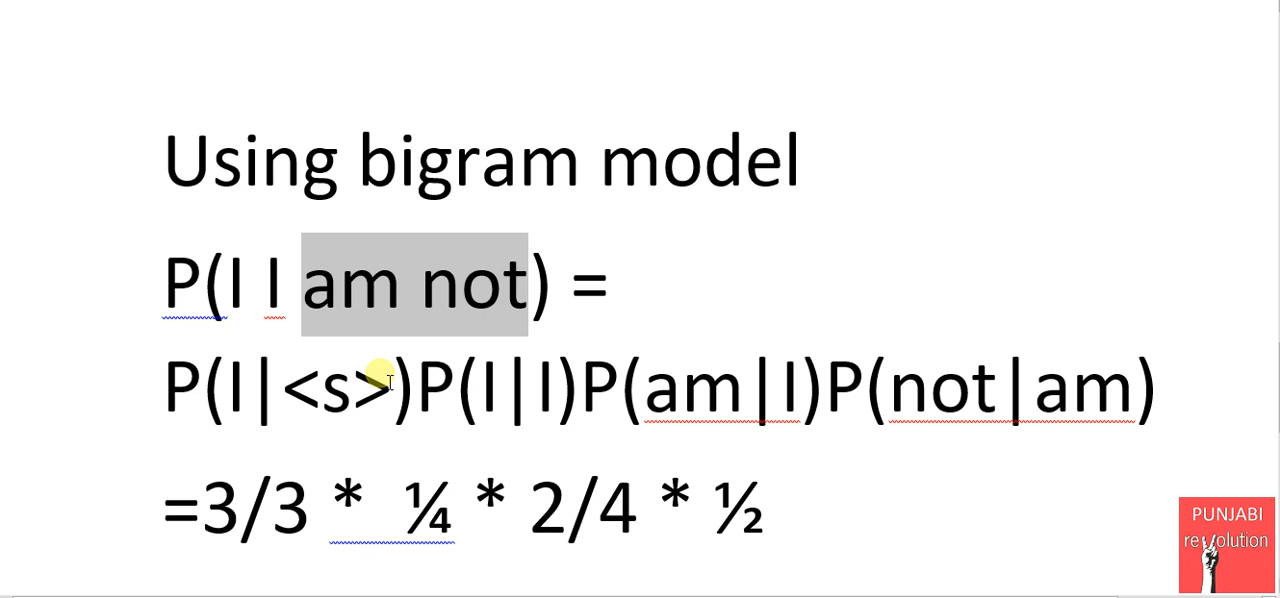 Using bigram model
P(I I am not) =
P(I|<s>)P(I|I)P(am|I)P(not|am)
=3/3 * ¼ * 2/4 * ½
PUNJABI
revolution